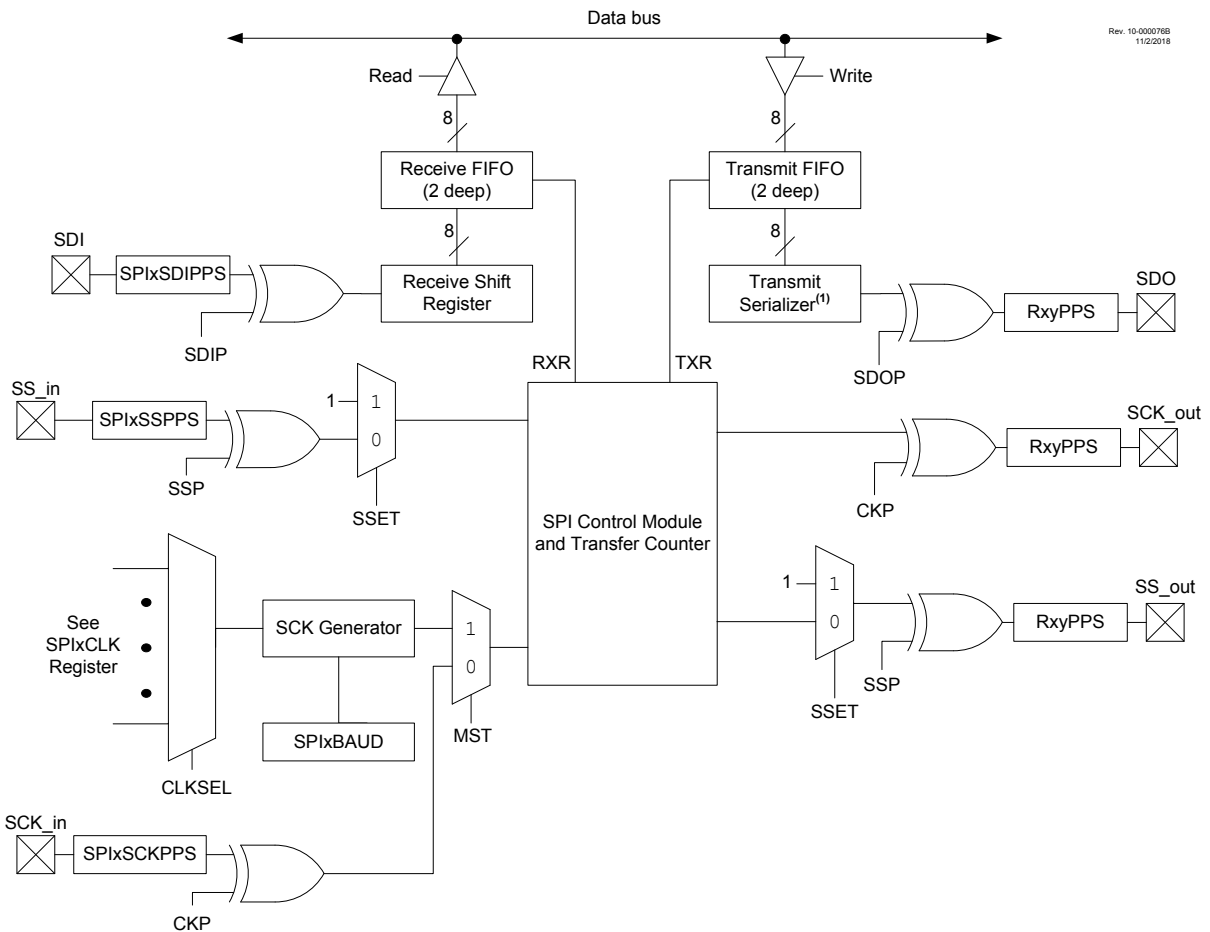 Data bus
Rev. 10-000076B
11/2/2018
Read
Write
8
8
Receive FIFO
(2 deep)
Transmit FIFO
(2 deep)
8
8
SDI
SPIxSDIPPS
Receive Shift
Register
Transmit
Serializer(1)
SDO
RxyPPS
SDIP
SDOP
RXR
TXR
SS_in
SPIxSSPPS
1
1
0
SSP
SSET
SCK_out
RxyPPS
CKP
SPI Control Module
and Transfer Counter
See
SPIxCLK
Register
SCK Generator
1
0
SPIxBAUD
MST
CLKSEL
1
1
0
SS_out
RxyPPS
SSP
SSET
SCK_in
SPIxSCKPPS
CKP